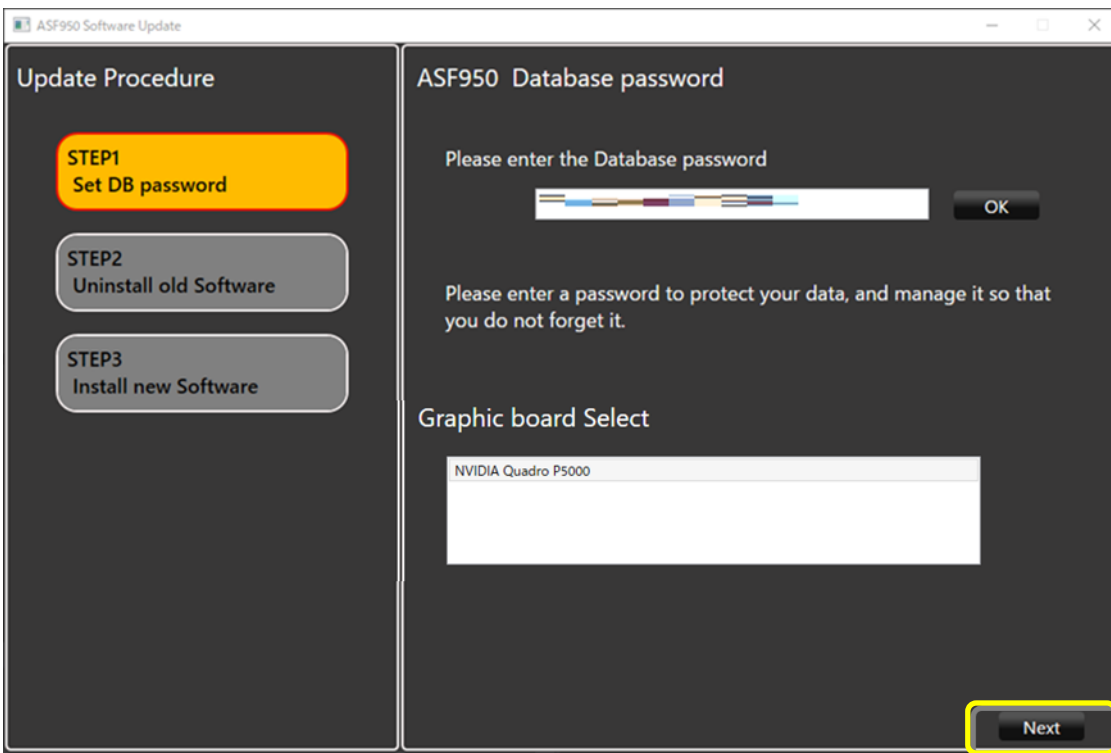 ASF950 Software Update
Update Procedure
STEP1
Set DB password
STEP2
Uninstall old Software
STEP3
Install new Software
ASF950 Database password
Please enter the Database password
OK
Please enter a password to protect your data, and manage it so that
you do not forget it.
Graphic board Select
NVIDIA Quadro P5000
Next